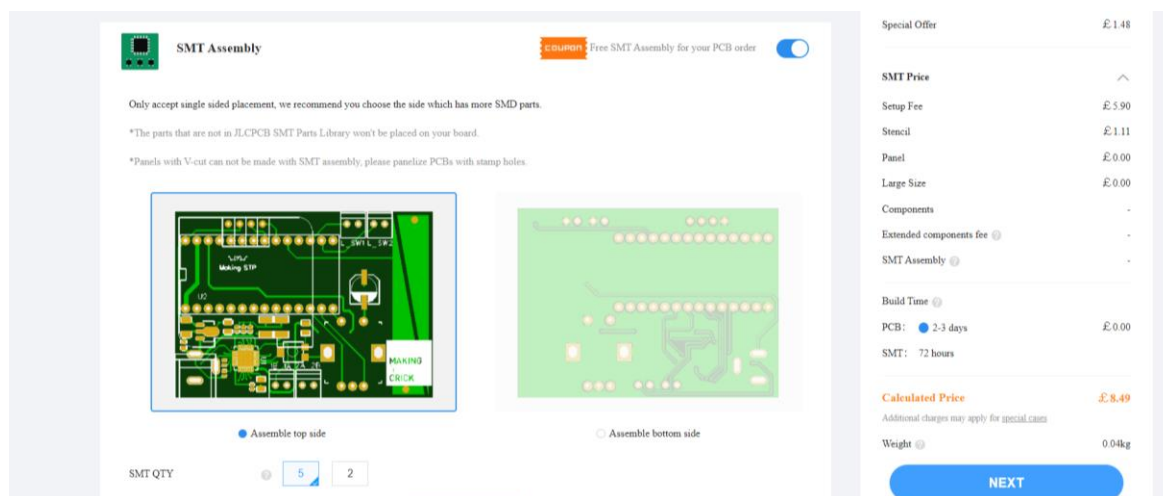 SMT Assembly
COUPON Free SMT Assembly for your PCB order
Only accept single sided placement, we recommend you choose the side which has more SMD parts.
*The parts that are not in JLCPCB SMT Parts Library won't be placed on your board.
*Panels with V-cut can not be made with SMT assembly, please panelize PCBs with stamp holes.
L_SW1 L_SW2
Making STP
U2
MAKING
CRICK
Assemble top side
Assemble bottom side
SMT QTY 5 2
Special Offer £1.48
SMT Price
Setup Fee £5.90
Stencil £1.11
Panel £0.00
Large Size £0.00
Components -
Extended components fee -
SMT Assembly -
Build Time
PCB: 2-3 days £0.00
SMT: 72 hours
Calculated Price £8.49
Additional charges may apply for special cases
Weight 0.04kg
NEXT